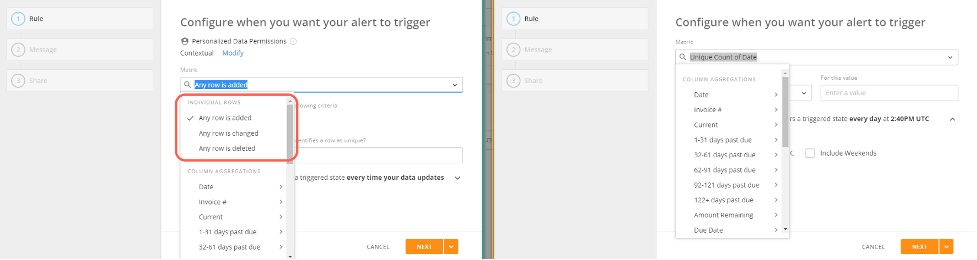 1 Rule
2 Message
3 Share
Configure when you want your alert to trigger
Personalized Data Permissions
Contextual Modify
Metric
Any row is added
INDIVIDUAL ROWS
Any row is added
Any row is changed
Any row is deleted
COLUMN AGGREGATIONS
Date
Invoice #
Current
1-31 days past due
32-61 days past due
lowing criteria
entifies a row as unique?
a triggered state every time your data updates
CANCEL NEXT
1 Rule
2 Message
3 Share
Configure when you want your alert to trigger
Metric
Unique Count of Date
COLUMN AGGREGATIONS
Date
Invoice #
Current
1-31 days past due
32-61 days past due
62-91 days past due
92-121 days past due
122+ days past due
Amount Remaining
Due Date
For this value
Enter a value
rs a triggered state every day at 2:40PM UTC
C Include Weekends
CANCEL NEXT